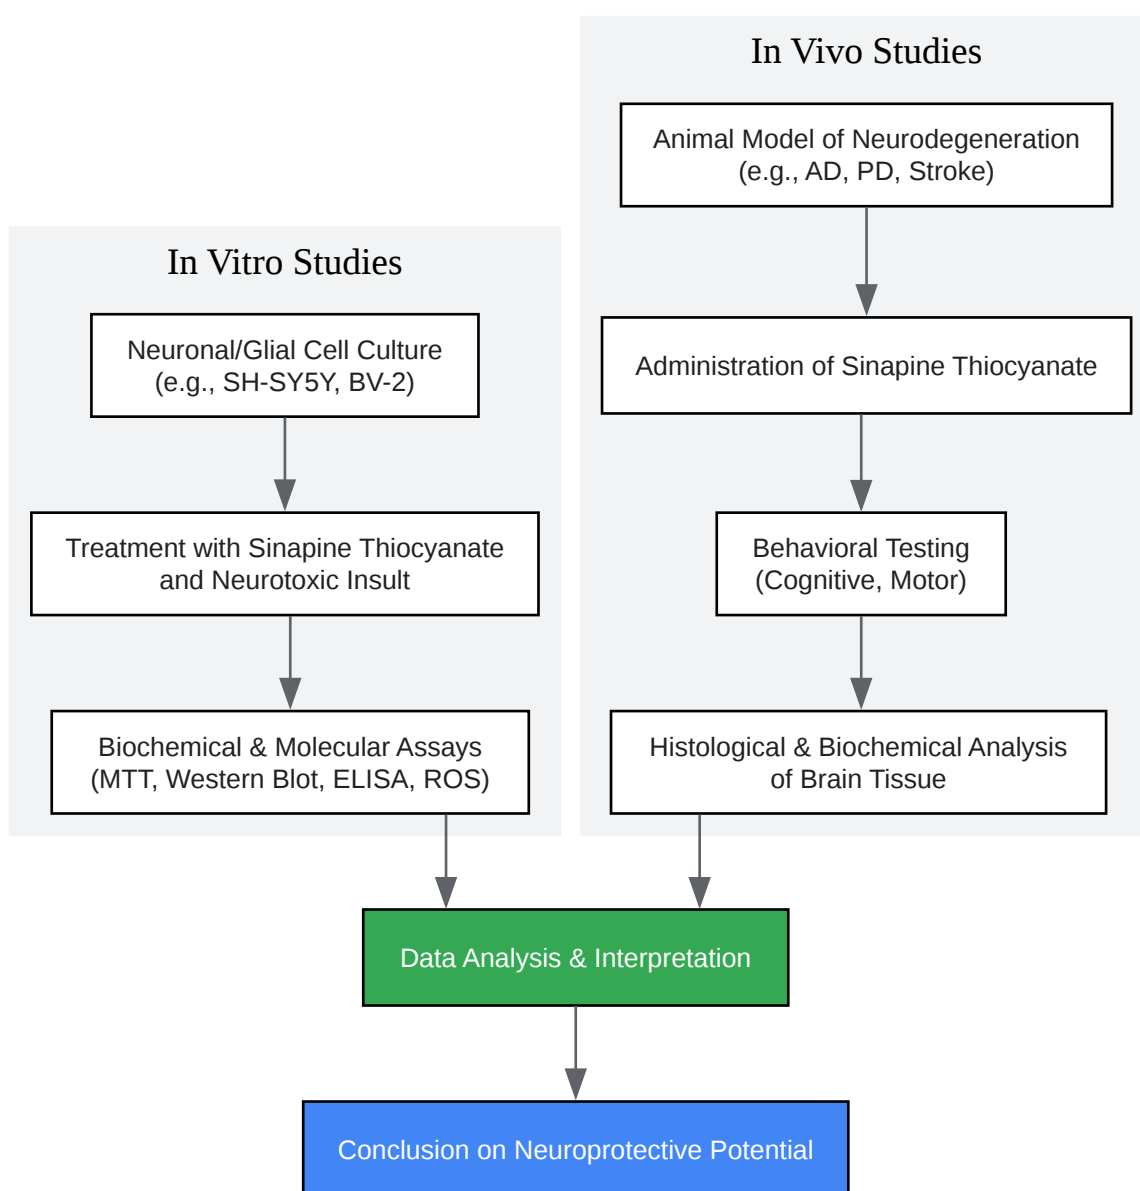 In Vitro Studies
Neuronal/Glial Cell Culture
(e.g., SH-SY5Y, BV-2)
Treatment with Sinapine Thiocyanate
and Neurotoxic Insult
Biochemical & Molecular Assays
(MTT, Western Blot, ELISA, ROS)
In Vivo Studies
Animal Model of Neurodegeneration
(e.g., AD, PD, Stroke)
Administration of Sinapine Thiocyanate
Behavioral Testing
(Cognitive, Motor)
Histological & Biochemical Analysis
of Brain Tissue
Data Analysis & Interpretation
Conclusion on Neuroprotective Potential